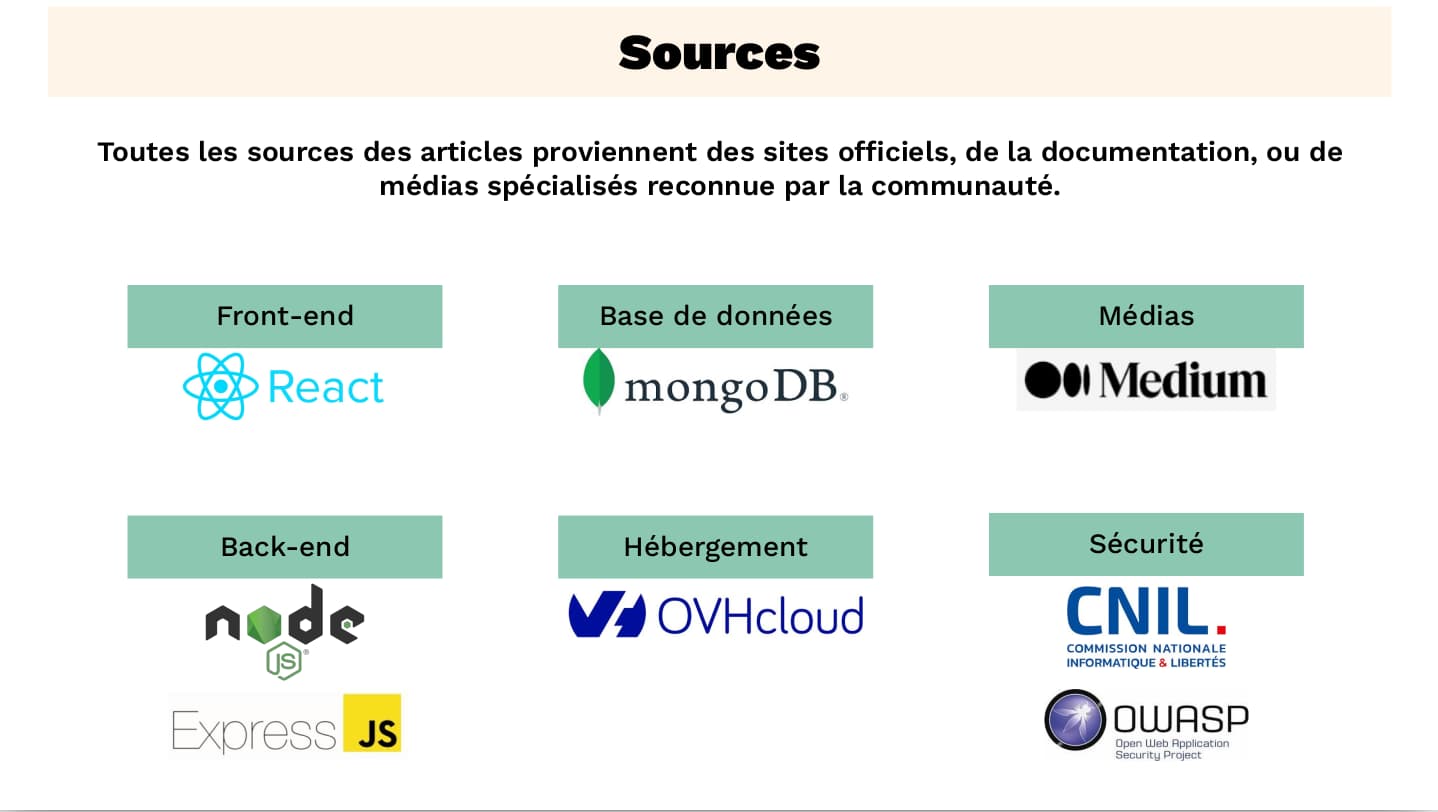 Sources
Toutes les sources des articles proviennent des sites officiels, de la documentation, ou de
médias spécialisés reconnue par la communauté.
Front-end
React
Base de données
mongoDB®
Médias
Medium
Back-end
node
JS®
Express JS
Hébergement
OVHcloud
Sécurité
CNIL.
COMMISSION NATIONALE
INFORMATIQUE & LIBERTÉS
OWASP
Open Web Application
Security Project